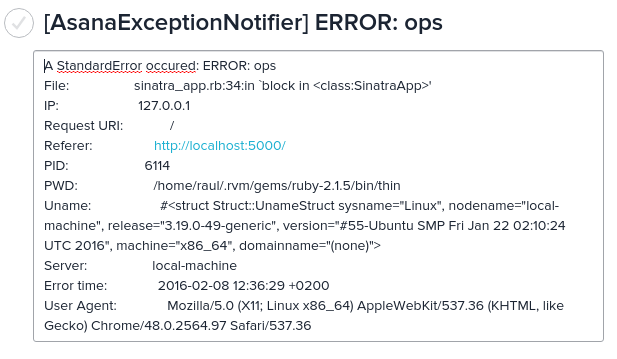 [AsanaExceptionNotifier] ERROR: ops
A StandardError occured: ERROR: ops
File: sinatra_app.rb:34:in `block in <class:SinatraApp>'
IP: 127.0.0.1
Request URI: /
Referer: http://localhost:5000/
PID: 6114
PWD: /home/raul/.rvm/gems/ruby-2.1.5/bin/thin
Uname: #<struct Struct::UnameStruct sysname="Linux", nodename="local-
machine", release="3.19.0-49-generic", version="#55-Ubuntu SMP Fri Jan 22 02:10:24
UTC 2016", machine="x86_64", domainname="(none)">
Server: local-machine
Error time: 2016-02-08 12:36:29 +0200
User Agent: Mozilla/5.0 (X11; Linux x86_64) AppleWebKit/537.36 (KHTML, like
Gecko) Chrome/48.0.2564.97 Safari/537.36